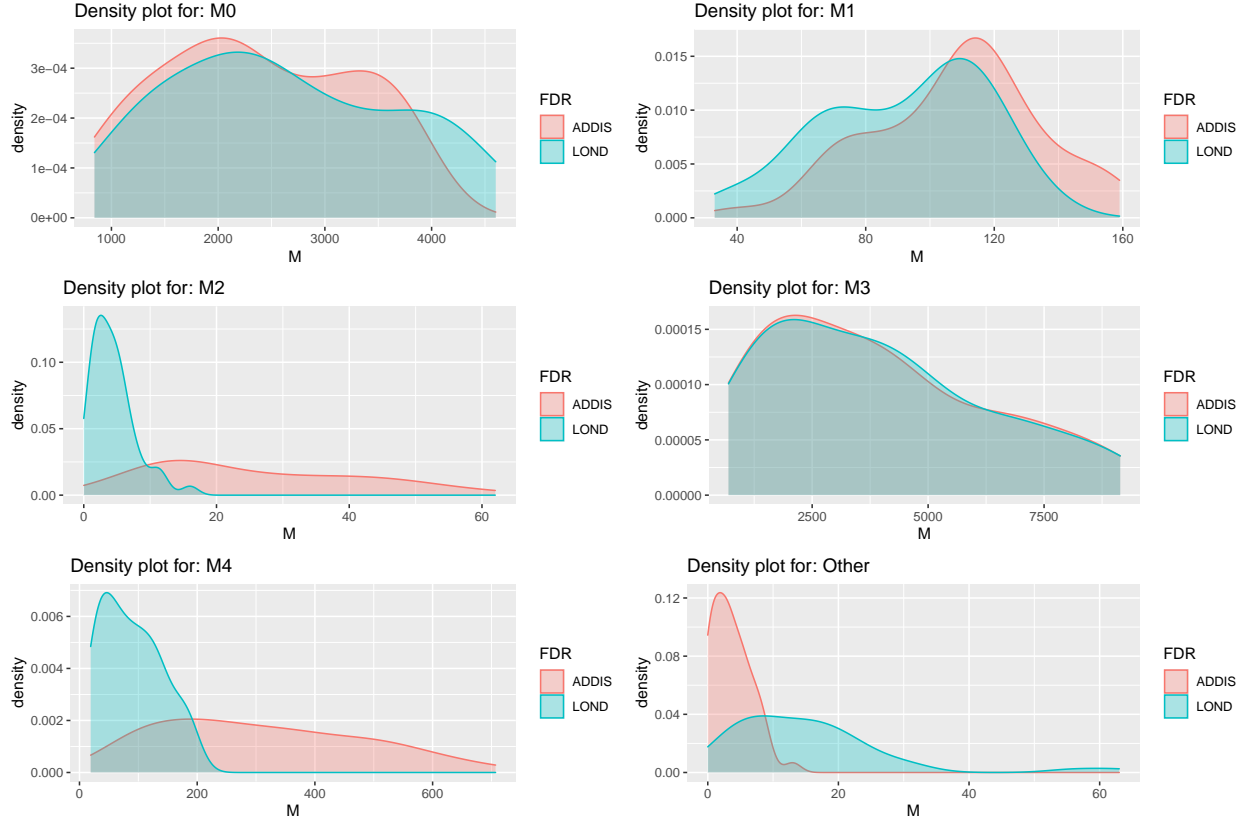 Density plot for: M0
density
3e−04
2e−04
1e−04
0e+00
1000 2000 3000 4000
M
FDR
ADDIS
LOND
Density plot for: M1
density
0.015
0.010
0.005
0.000
40 80 120 160
M
FDR
ADDIS
LOND
Density plot for: M2
density
0.10
0.05
0.00
0 20 40 60
M
FDR
ADDIS
LOND
Density plot for: M3
density
0.00015
0.00010
0.00005
0.00000
2500 5000 7500
M
FDR
ADDIS
LOND
Density plot for: M4
density
0.006
0.004
0.002
0.000
0 200 400 600
M
FDR
ADDIS
LOND
Density plot for: Other
density
0.12
0.08
0.04
0.00
0 20 40 60
M
FDR
ADDIS
LOND